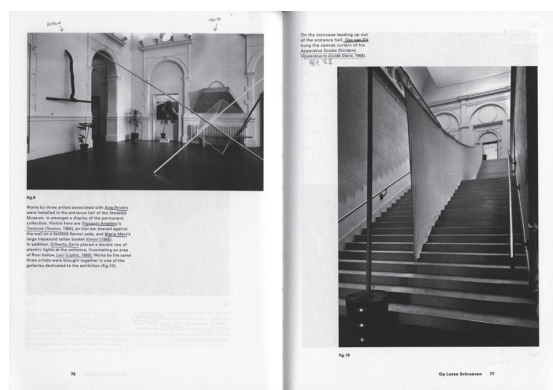 fig.9
Works by three artists associated with Arte Povera
were installed in the entrance hall of the Stedelijk
Museum, in amongst a display of the permanent
collection. Visible here are Giovanni Anselmo's
Torsione (Torsion, 1968), an iron bar braced against
the wall on a twisted flannel coke, and Mario Merz's
large trapezoid rattan basket (1966).
In addition, Gilberto Zorio placed a double row of
electric lights at the entrance, illuminating an area
of floor below, Luci (Lights, 1968). Works by the same
three artists were brought together in one of the
galleries dedicated to the exhibition (fig.15).
76
On the staircase leading up out
of the entrance hall, Ger van Elk
hung the canvas curtain of his
Apparatus Scalas Dividens
(Apparatus to Divide Stairs, 1968).
fig.10
Op Losse Schroeven 77